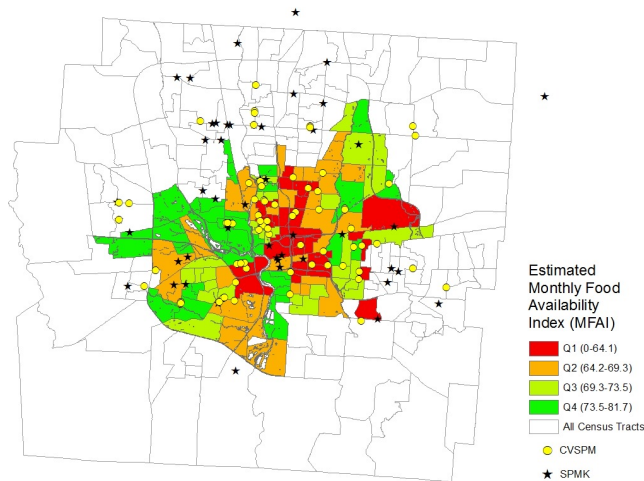 Estimated
Monthly Food
Availability
Index (MFAI)
Q1 (0-64.1)
Q2 (64.2-69.3)
Q3 (69.3-73.5)
Q4 (73.5-81.7)
All Census Tracts
CVSPM
SPMK